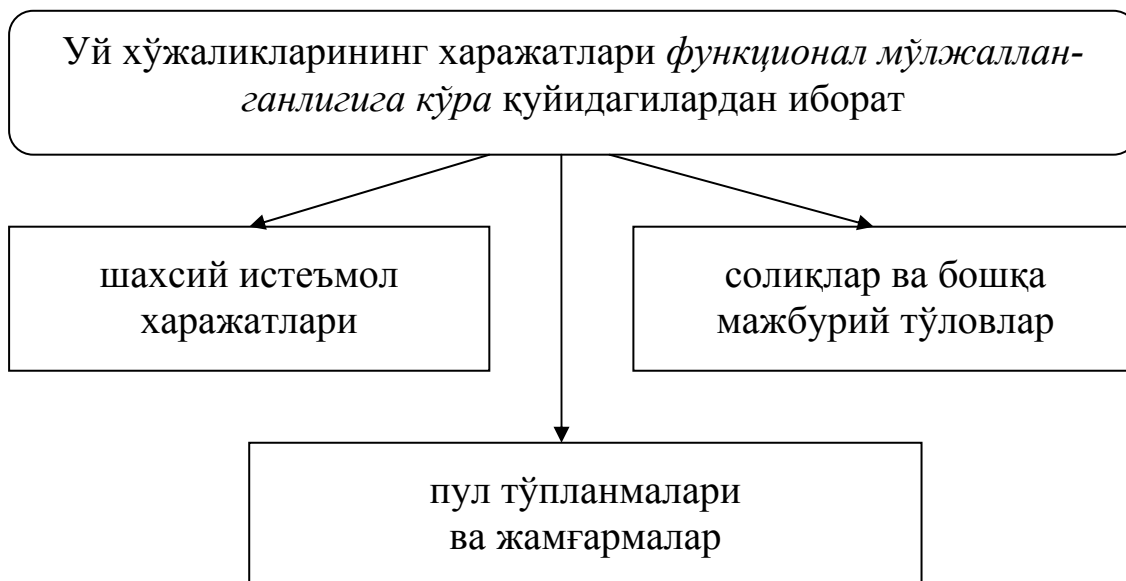 Уй хўжаликларининг харажатлари функционал мўлжаллан-
ганлигига кўра қуйидагилардан иборат
шахсий истеъмол
харажатлари
солиқлар ва бошқа
мажбурий тўловлар
пул тўпланмалари
ва жамғармалар